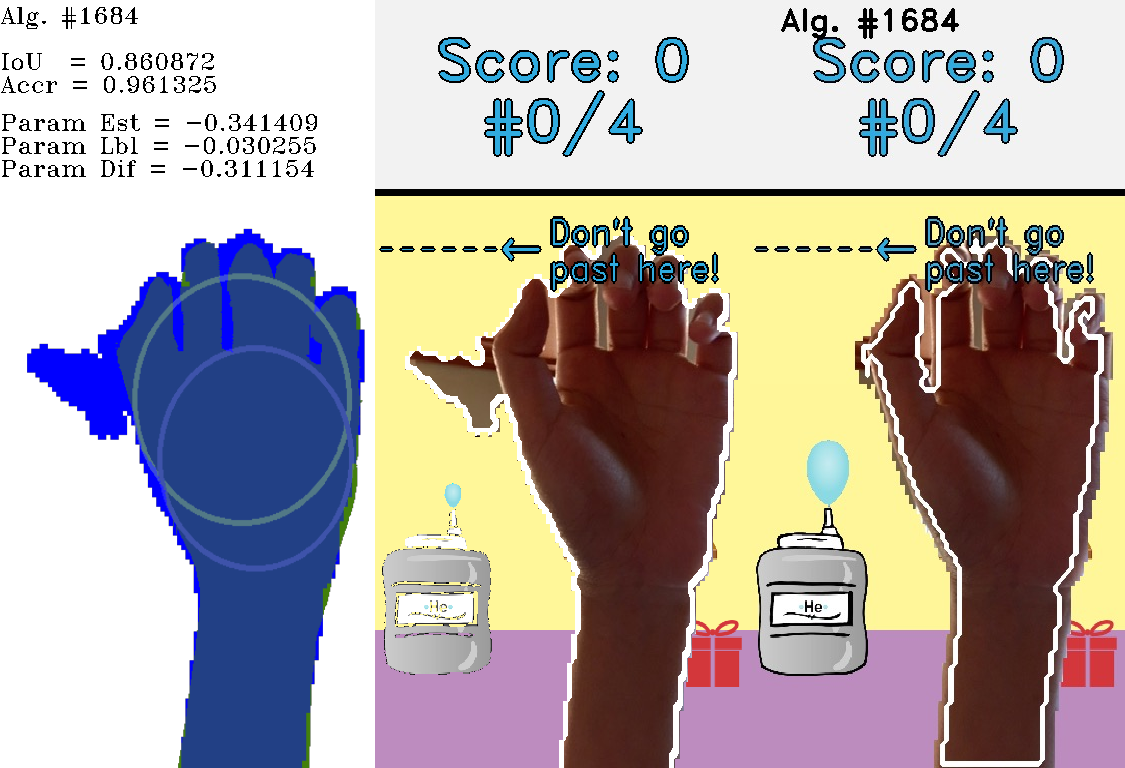 Alg. #1684
IoU = 0.860872
Accr = 0.961325
Param Est = −0.341409
Param Lbl = −0.030255
Param Dif = −0.311154
Score: 0
#0/4
Don't go
past here!
He
Alg. #1684
Score: 0
#0/4
Don't go
past here!
He